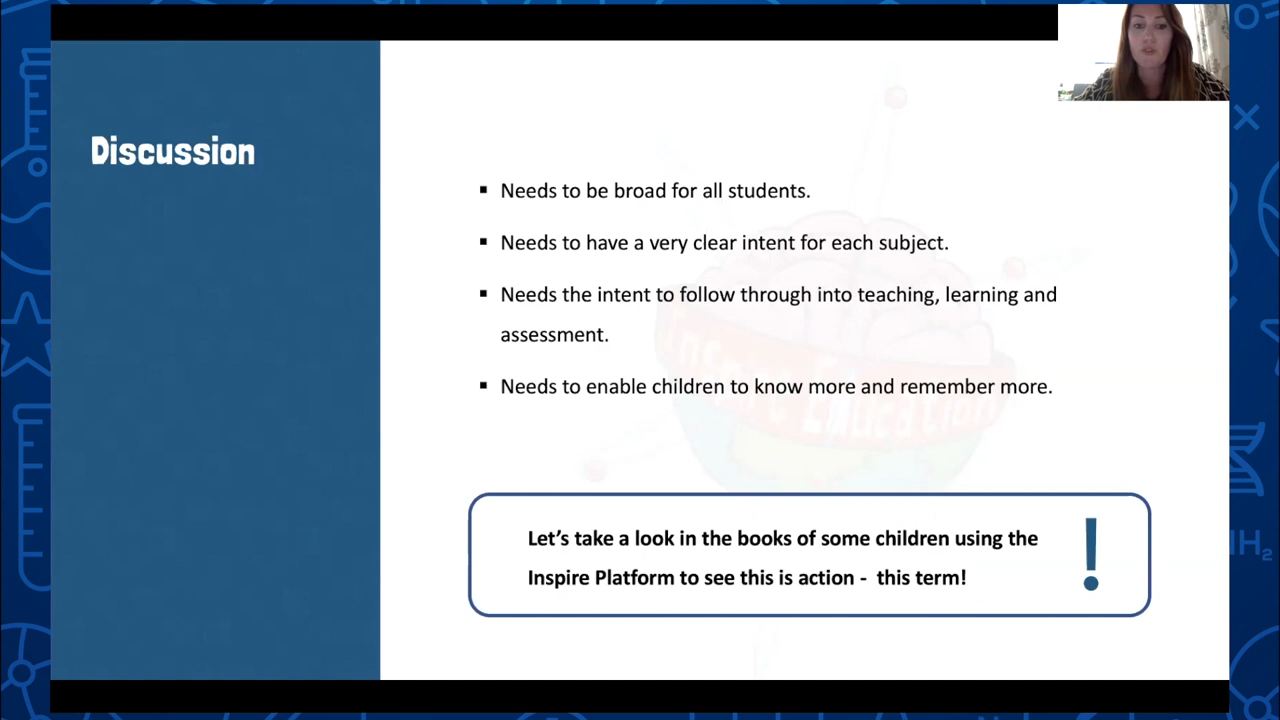 Discussion
▪ Needs to be broad for all students.
▪ Needs to have a very clear intent for each subject.
▪ Needs the intent to follow through into teaching, learning and
assessment.
▪ Needs to enable children to know more and remember more.
Inspire Education
Let's take a look in the books of some children using the
Inspire Platform to see this is action - this term!
!
H₂